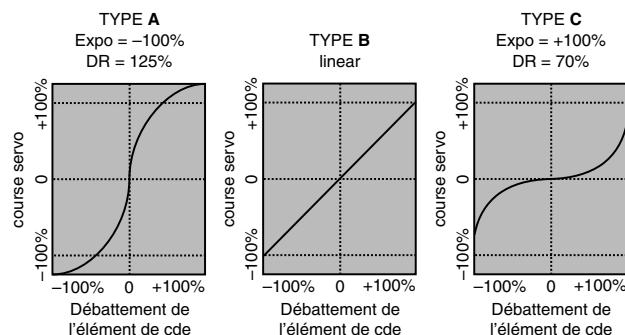 TYPE A
Expo = –100%
DR = 125%
course servo
+100%
0
–100%
–100%
0
+100%
Débattement de
l'élément de cde
TYPE B
linear
course servo
+100%
0
–100%
–100%
0
+100%
Débattement de
l'élément de cde
TYPE C
Expo = +100%
DR = 70%
course servo
+100%
0
–100%
–100%
0
+100%
Débattement de
l'élément de cde